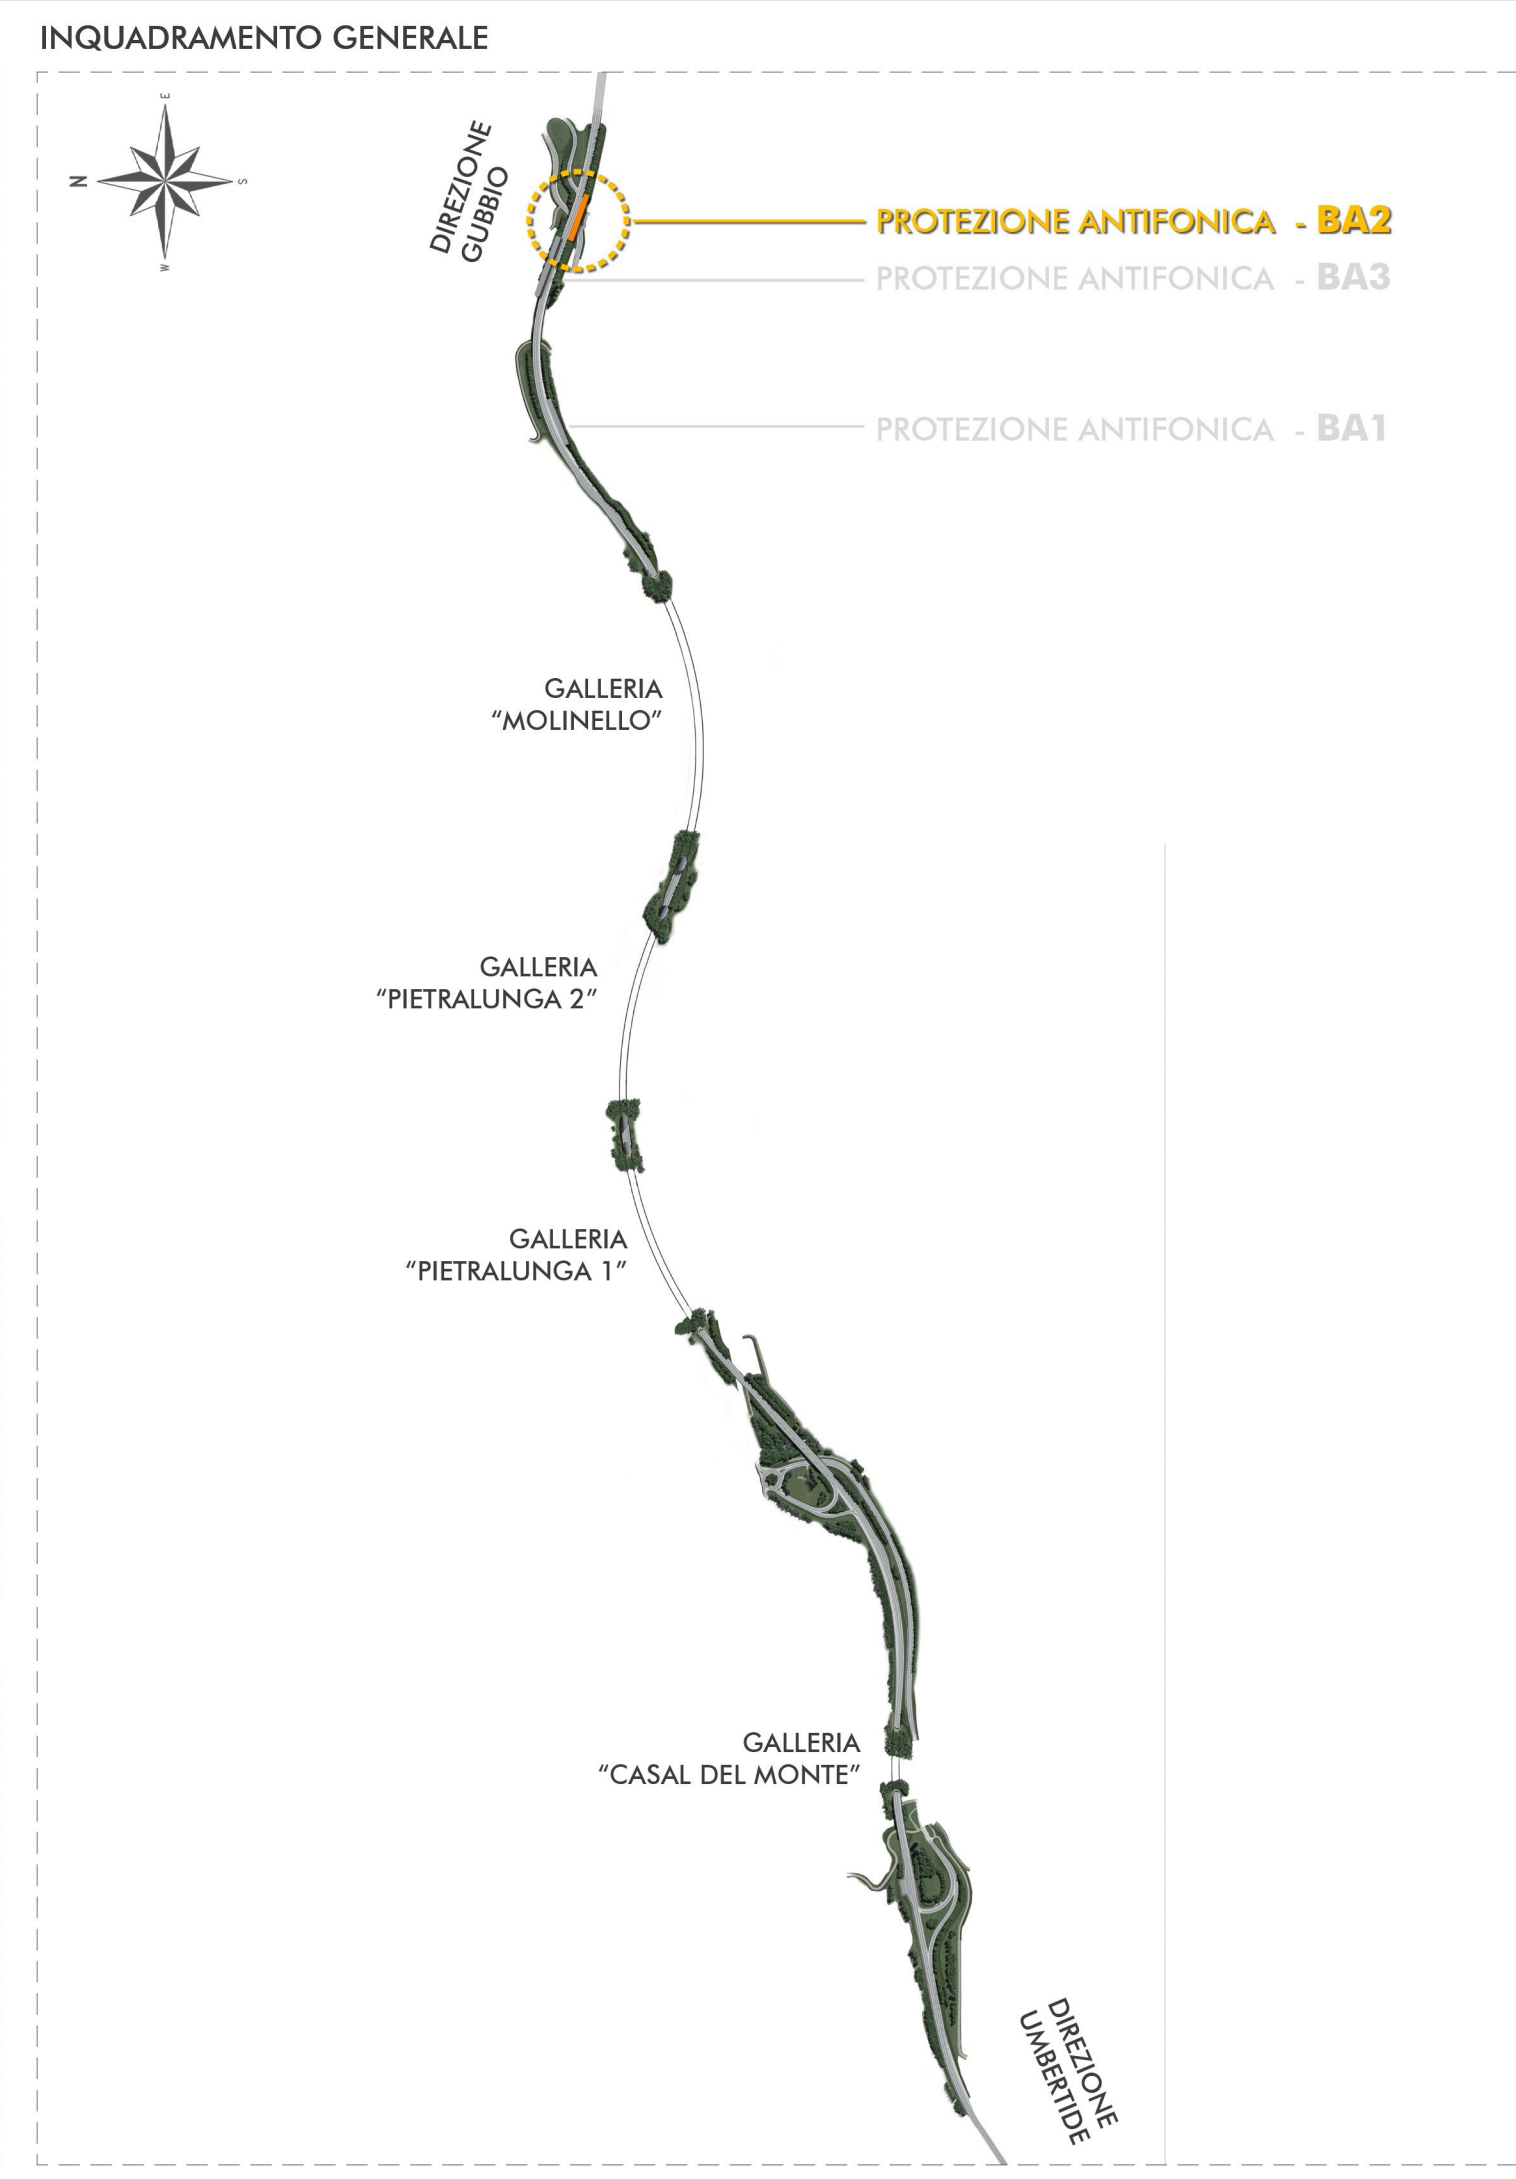 INQUADRAMENTO GENERALE
E
N
S
W
DIREZIONE
GUBBIO
PROTEZIONE ANTIFONICA - BA2
PROTEZIONE ANTIFONICA - BA3
PROTEZIONE ANTIFONICA - BA1
GALLERIA
“MOLINELLO”
GALLERIA
“PIETRALUNGA 2”
GALLERIA
“PIETRALUNGA 1”
GALLERIA
“CASAL DEL MONTE”
DIREZIONE
UMBERTIDE